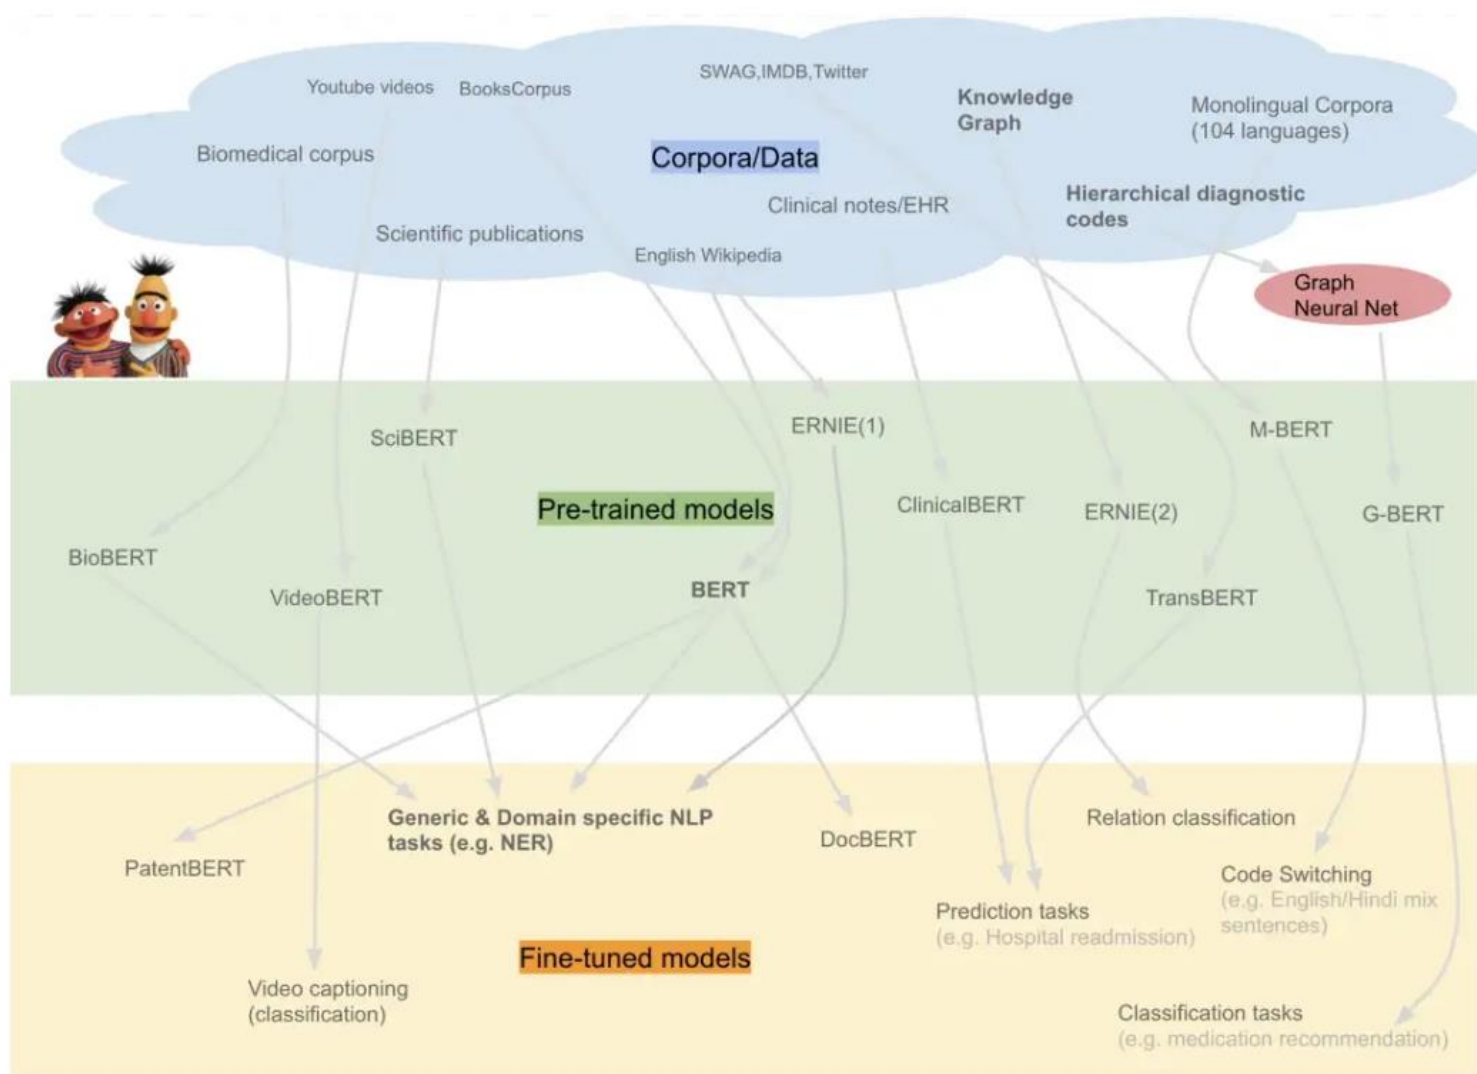 SWAG,IMDB,Twitter
Youtube videos
BooksCorpus
Knowledge
Graph
Monolingual Corpora
(104 languages)
Biomedical corpus
Corpora/Data
Hierarchical diagnostic
codes
Clinical notes/EHR
Scientific publications
English Wikipedia
Graph
Neural Net
SciBERT
ERNIE(1)
M-BERT
Pre-trained models
ClinicalBERT
ERNIE(2)
G-BERT
BioBERT
VideoBERT
BERT
TransBERT
Generic & Domain specific NLP
tasks (e.g. NER)
DocBERT
Relation classification
PatentBERT
Code Switching
(e.g. English/Hindi mix
sentences)
Prediction tasks
(e.g. Hospital readmission)
Fine-tuned models
Video captioning
(classification)
Classification tasks
(e.g. medication recommendation)